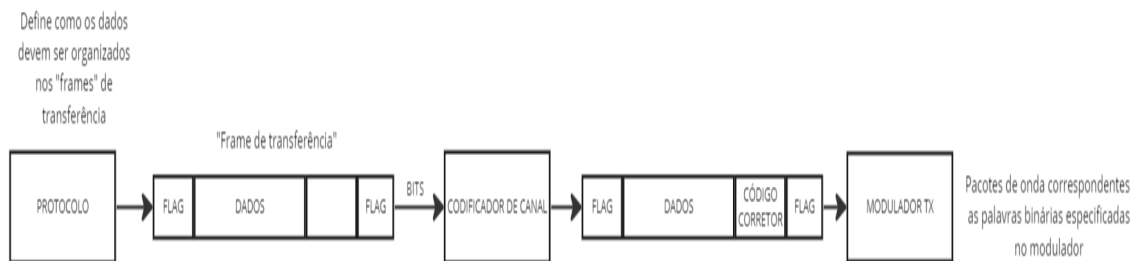 Define como os dados
devem ser organizados
nos "frames" de
transferência
"Frame de transferência"
PROTOCOLO
FLAG
DADOS
FLAG
BITS
CODIFICADOR DE CANAL
FLAG
DADOS
CÓDIGO
CORRETOR
FLAG
MODULADOR TX
Pacotes de onda correspondentes
as palavras binárias especificadas
no modulador